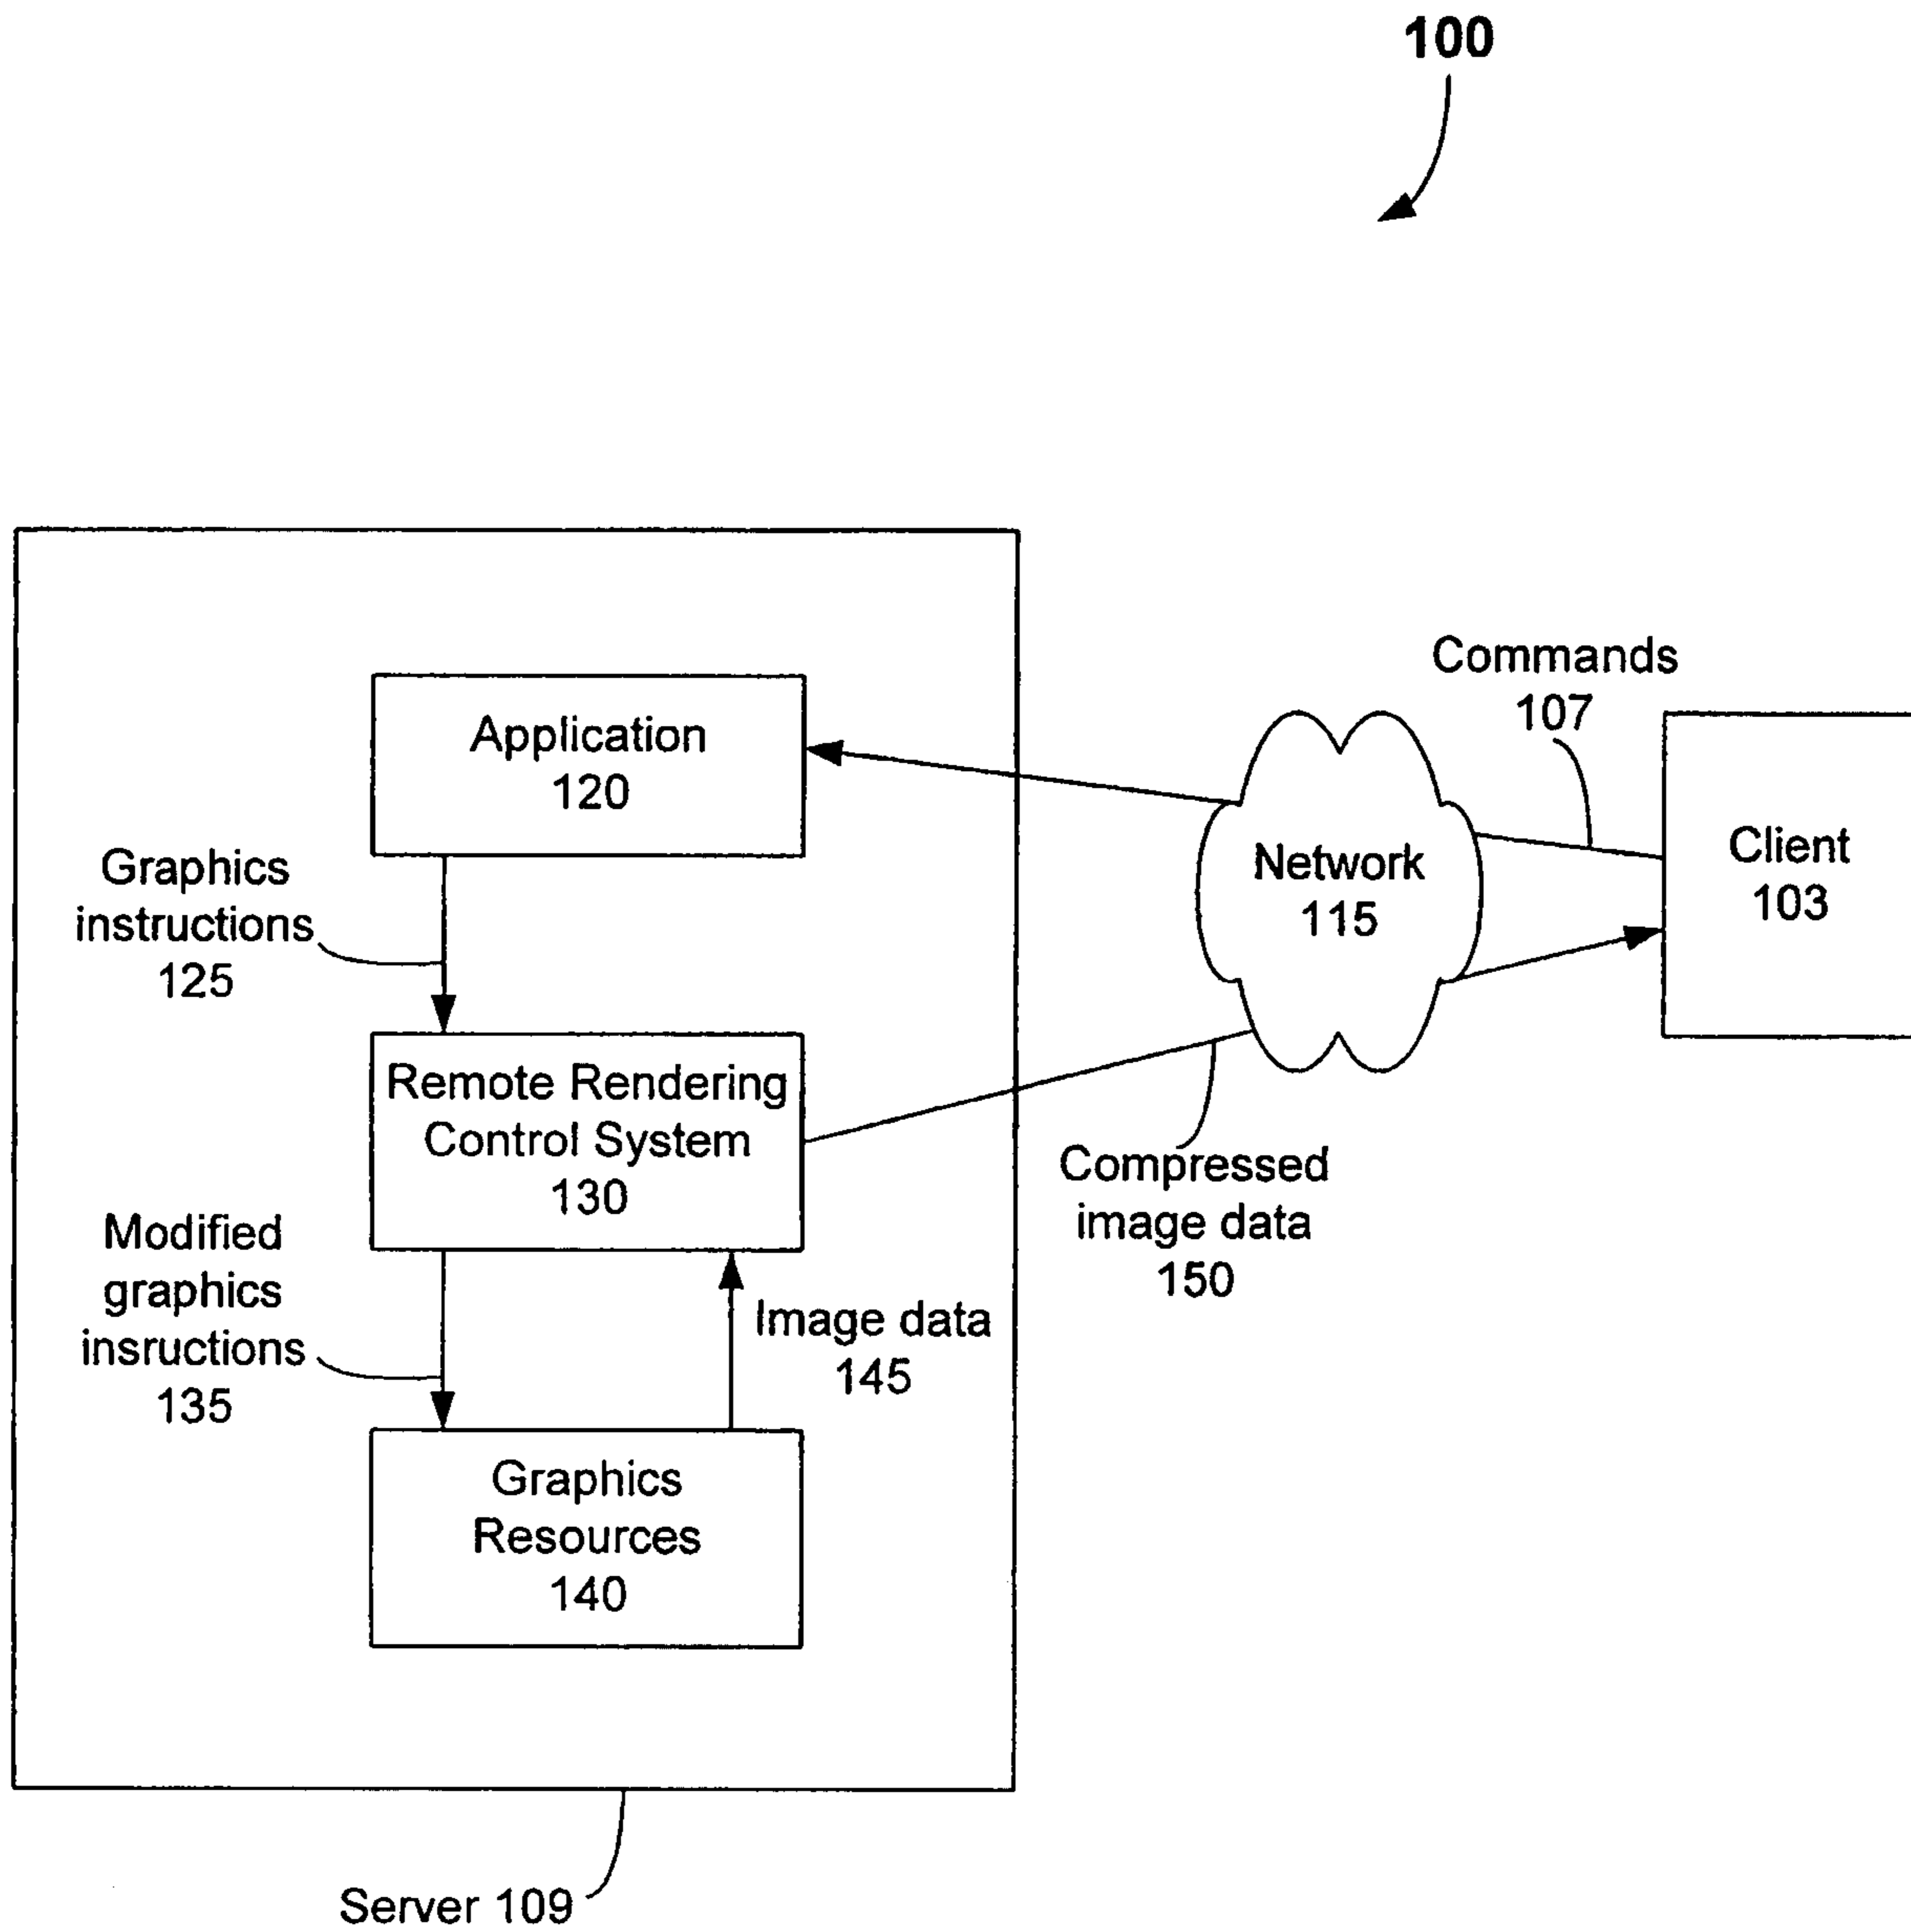 100
Commands
107
Application
120
Network
115
Client
103
Graphics
instructions
125
Remote Rendering
Control System
130
Compressed
image data
150
Modified
graphics
insructions
135
Image data
145
Graphics
Resources
140
Server 109